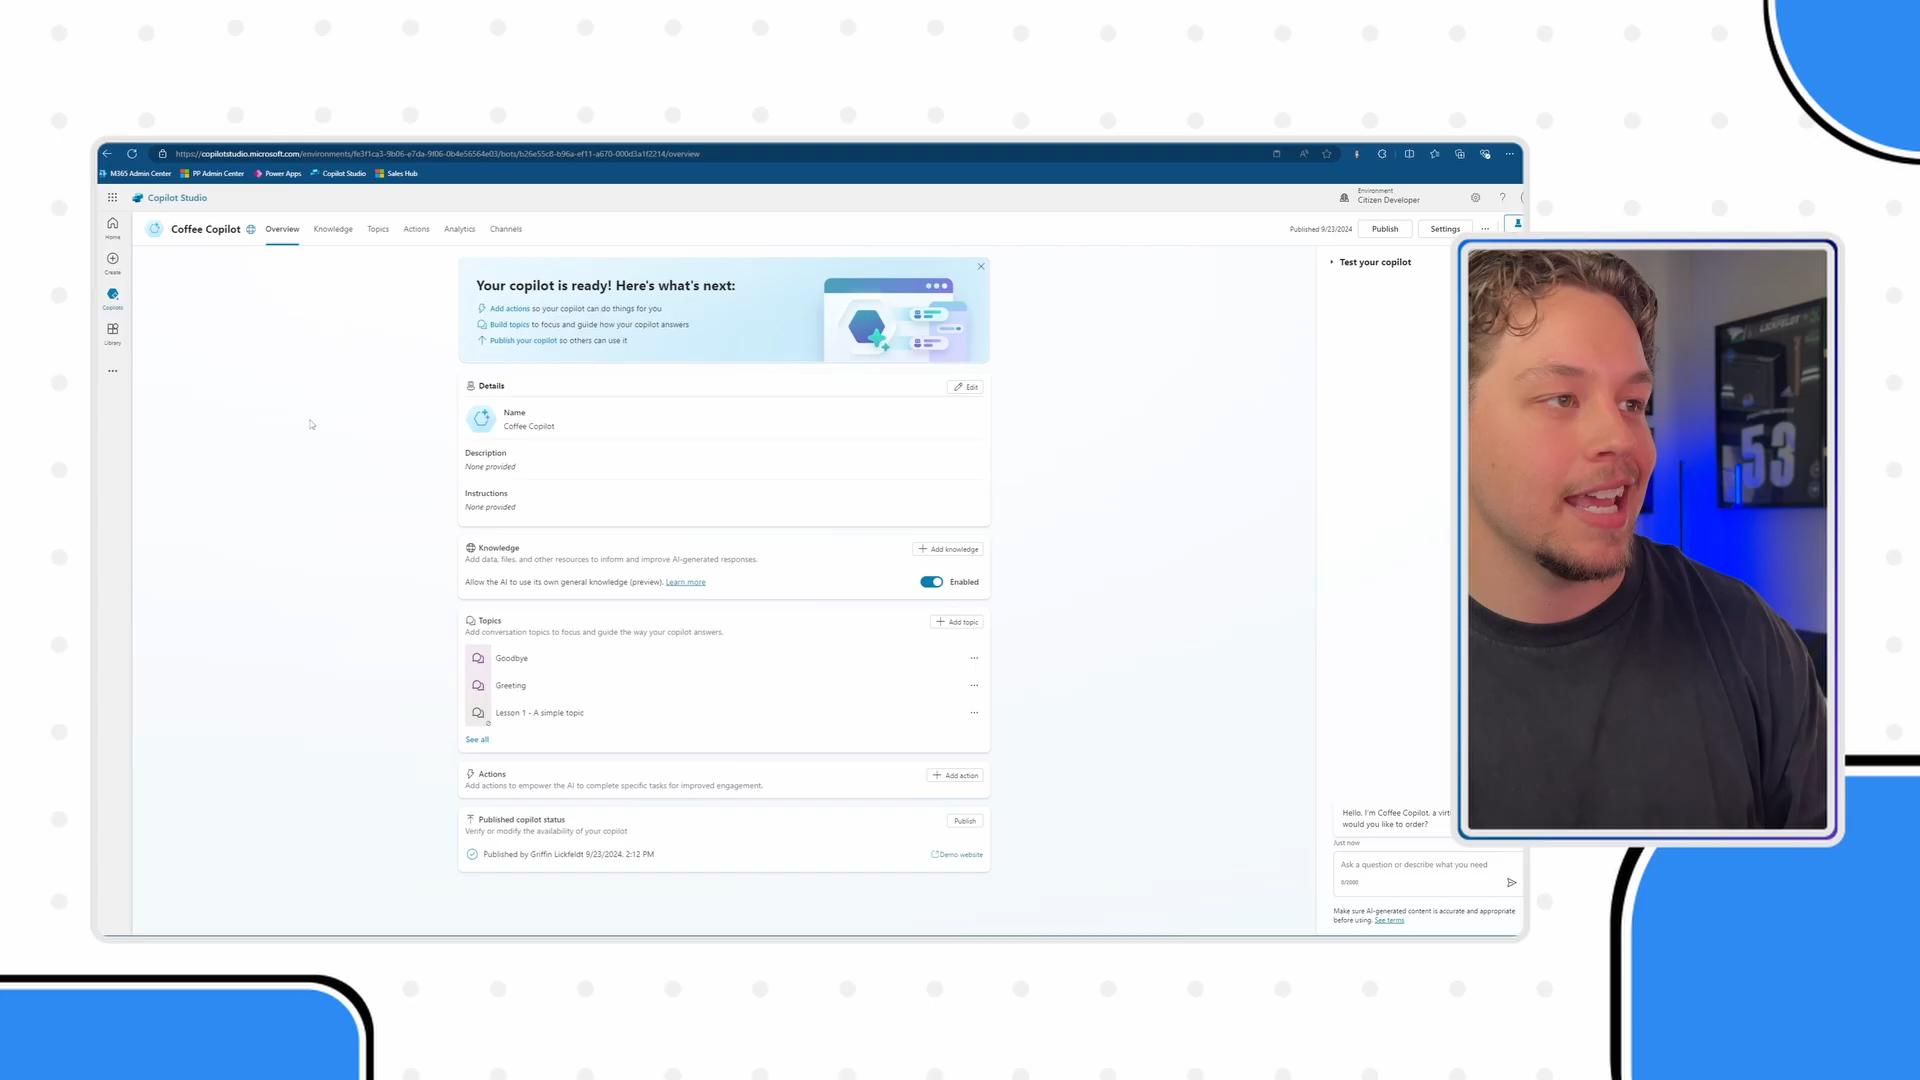 https://copilotstudio.microsoft.com/environments/fe3f1ca3-9b06-e7da-9f06-0b4e56564e03/bots/b26e55c8-b96a-ef11-a670-000d3a1f2214/overview
M365 Admin Center
PP Admin Center
Power Apps
Copilot Studio
Sales Hub
Copilot Studio
Environment
Citizen Developer
?
Home
Create
Copilots
Library
Coffee Copilot
Overview
Knowledge
Topics
Actions
Analytics
Channels
Published 9/23/2024
Publish
Settings
Your copilot is ready! Here's what's next:
Add actions so your copilot can do things for you
Build topics to focus and guide how your copilot answers
Publish your copilot so others can use it
Details
Edit
Name
Coffee Copilot
Description
None provided
Instructions
None provided
Knowledge
Add data, files, and other resources to inform and improve AI-generated responses.
Add knowledge
Allow the AI to use its own general knowledge (preview). Learn more
Enabled
Topics
Add conversation topics to focus and guide the way your copilot answers.
Add topic
Goodbye
Greeting
Lesson 1 - A simple topic
See all
Actions
Add actions to empower the AI to complete specific tasks for improved engagement.
Add action
Published copilot status
Verify or modify the availability of your copilot
Publish
Published by Griffin Lickfeldt 9/23/2024, 2:12 PM
Demo website
Test your copilot
Hello, I'm Coffee Copilot, a
would you like to order?
Just now
Ask a question or describe what you need
0/2000
Make sure AI-generated content is accurate and appropriate
before using. See terms
LICKFELDT
53